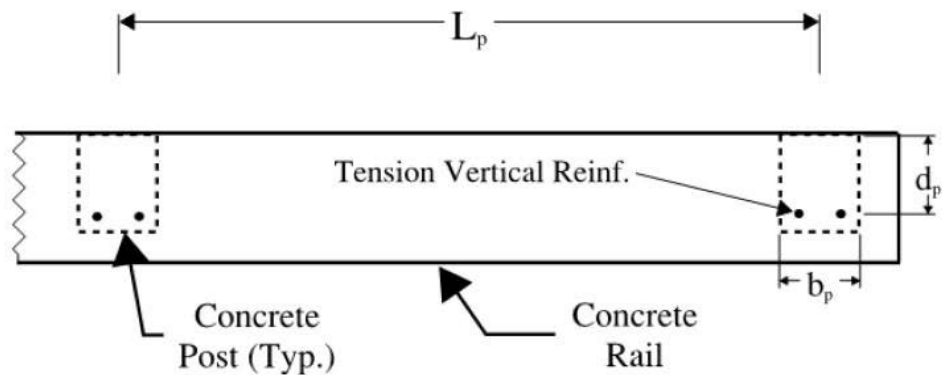 Lp
Tension Vertical Reinf.
dp
bp
Concrete
Post (Typ.)
Concrete
Rail